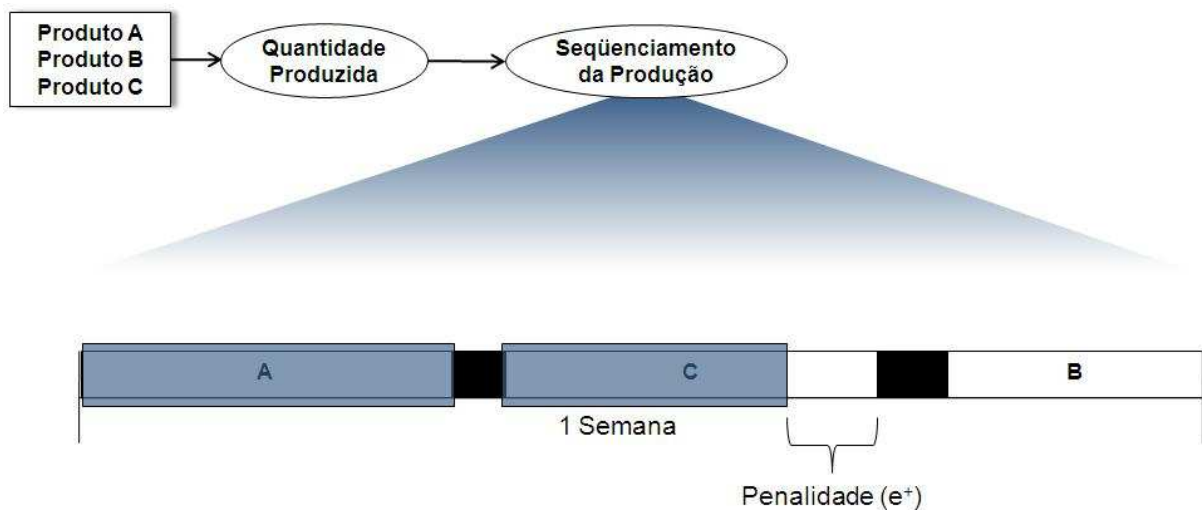 Produto A
Produto B
Produto C
Quantidade
Produzida
Seqüenciamento
da Produção
A
C
B
1 Semana
Penalidade (e⁺)